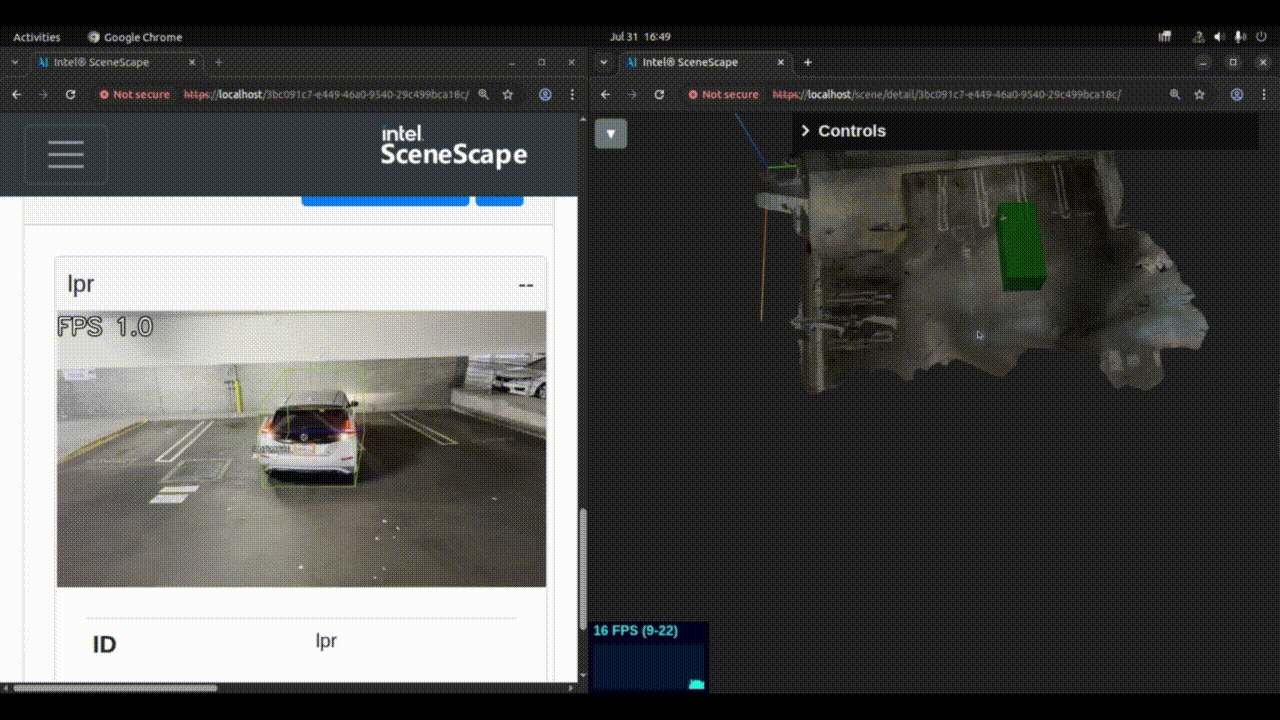 Activities
Google Chrome
Jul 31 16:49
Intel® SceneScape
Not secure
https://localhost/3bc091c7-e449-46a0-9540-29c499bca18c/
intel
SceneScape
lpr
--
FPS 1.0
ID
lpr
Intel® SceneScape
Not secure
https://localhost/scene/detail/3bc091c7-e449-46a0-9540-29c499bca18c/
Controls
16 FPS (9-22)